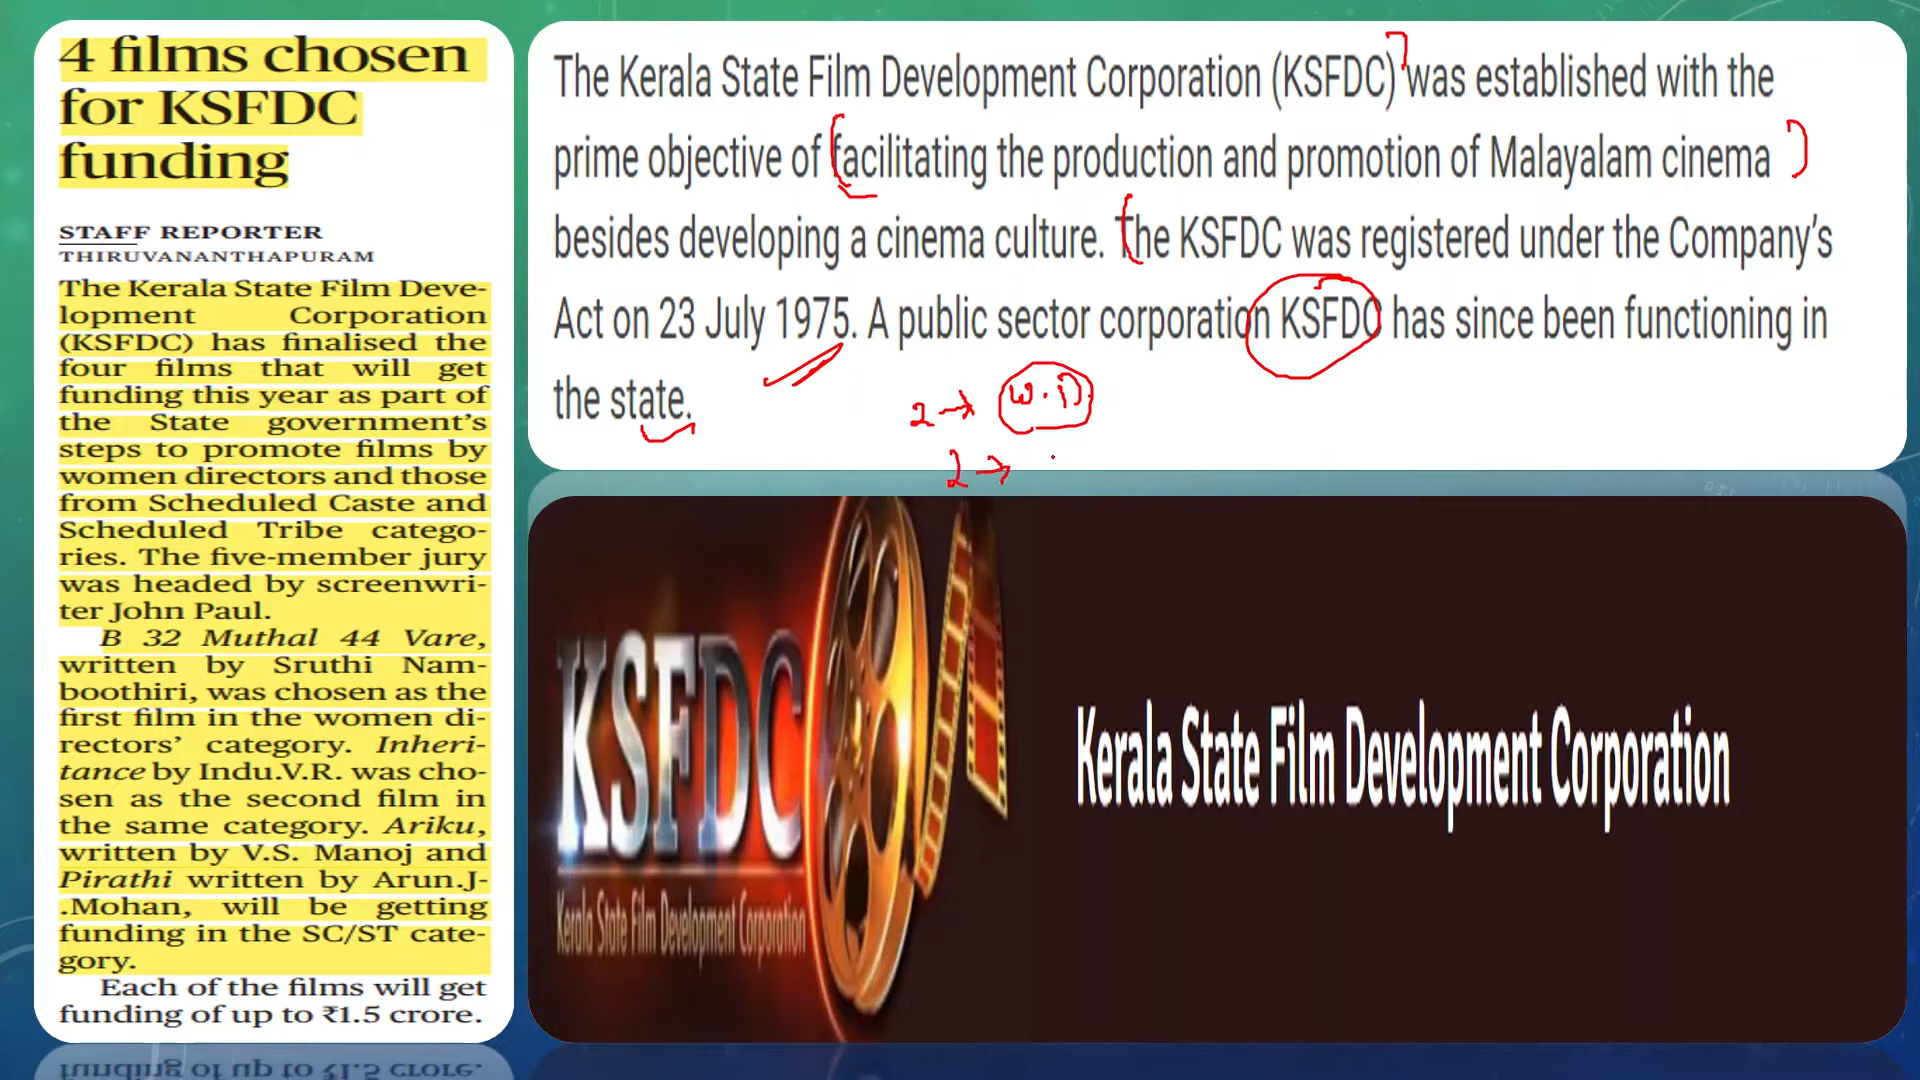 4 films chosen
for KSFDC
funding
STAFF REPORTER
THIRUVANANTHAPURAM
The Kerala State Film Deve-
lopment Corporation
(KSFDC) has finalised the
four films that will get
funding this year as part of
the State government's
steps to promote films by
women directors and those
from Scheduled Caste and
Scheduled Tribe catego-
ries. The five-member jury
was headed by screenwri-
ter John Paul.
B 32 Muthal 44 Vare,
written by Sruthi Nam-
boothiri, was chosen as the
first film in the women di-
rectors' category. Inheri-
tance by Indu.V.R. was cho-
sen as the second film in
the same category. Ariku,
written by V.S. Manoj and
Pirathi written by Arun.J-
.Mohan, will be getting
funding in the SC/ST cate-
gory.
Each of the films will get
funding of up to ₹1.5 crore.
The Kerala State Film Development Corporation (KSFDC) was established with the
prime objective of facilitating the production and promotion of Malayalam cinema
besides developing a cinema culture. The KSFDC was registered under the Company's
Act on 23 July 1975. A public sector corporation KSFDC has since been functioning in
the state.
2 → W.D
2 →
KSFDC
Kerala State Film Development Corporation
Kerala State Film Development Corporation